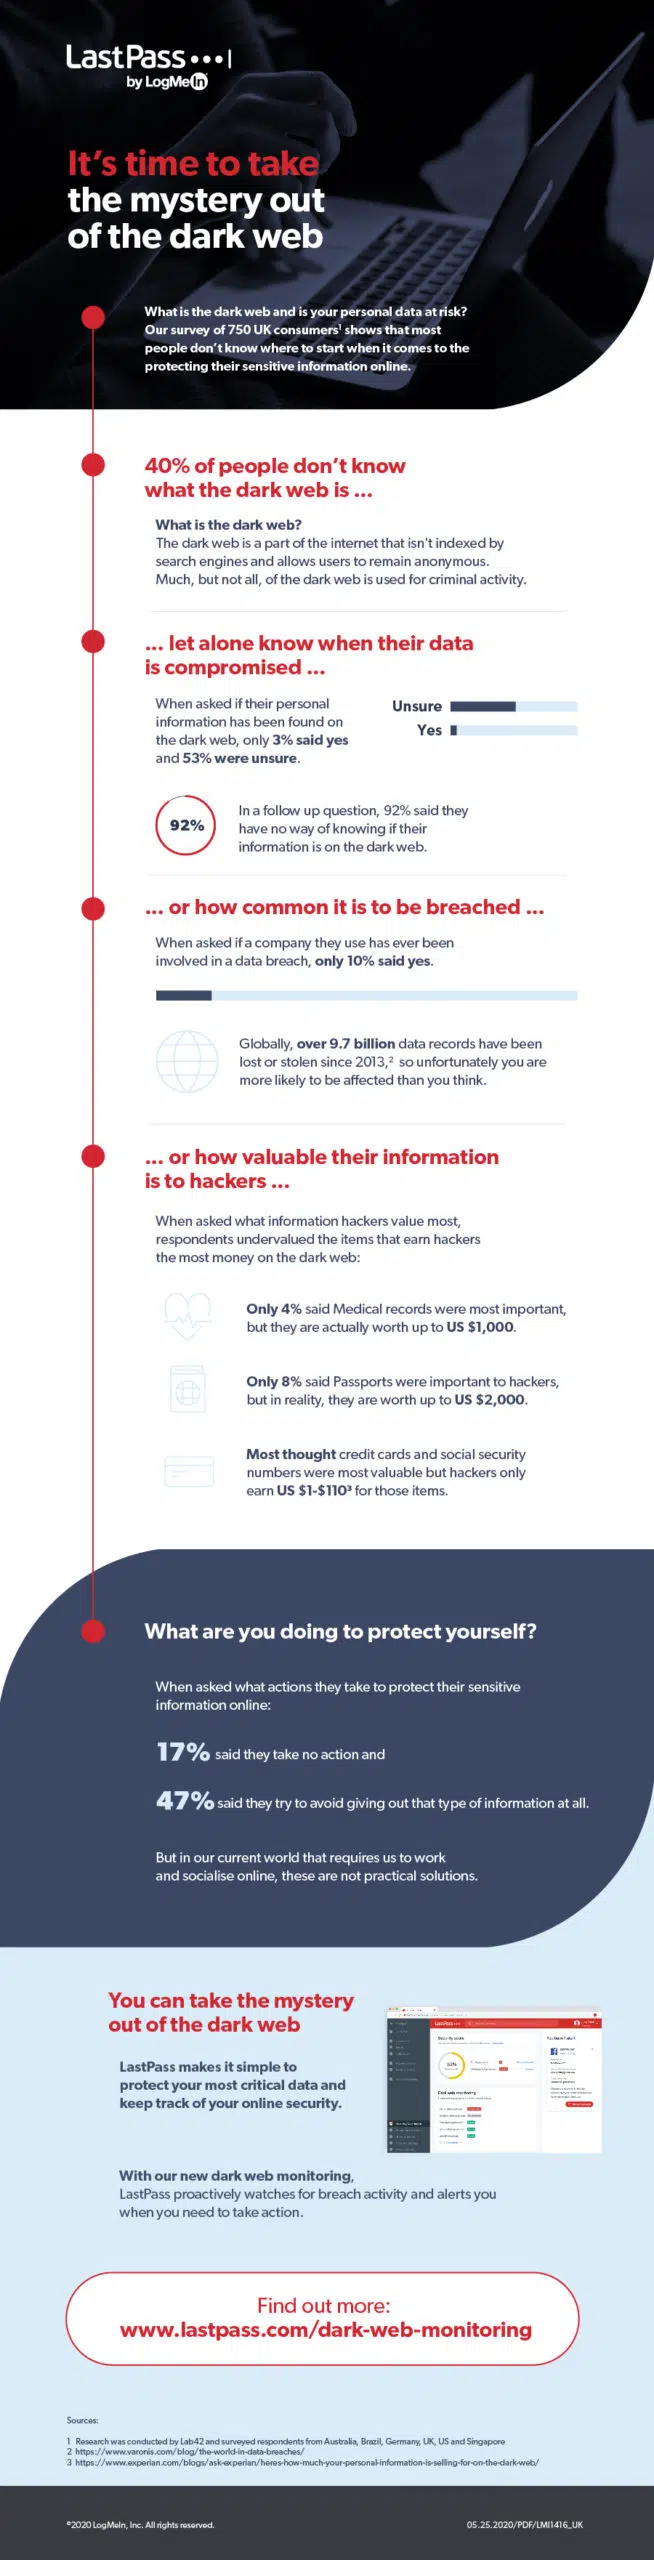 LastPass
by LogMeIn
It's time to take
the mystery out
of the dark web
What is the dark web and is your personal data at risk?
Our survey of 750 UK consumers¹ shows that most
people don't know where to start when it comes to the
protecting their sensitive information online.
40% of people don't know
what the dark web is ...
What is the dark web?
The dark web is a part of the internet that isn't indexed by
search engines and allows users to remain anonymous.
Much, but not all, of the dark web is used for criminal activity.
... let alone know when their data
is compromised ...
When asked if their personal
information has been found on
the dark web, only 3% said yes
and 53% were unsure.
Unsure
Yes
92%
In a follow up question, 92% said they
have no way of knowing if their
information is on the dark web.
... or how common it is to be breached ...
When asked if a company they use has ever been
involved in a data breach, only 10% said yes.
Globally, over 9.7 billion data records have been
lost or stolen since 2013,² so unfortunately you are
more likely to be affected than you think.
... or how valuable their information
is to hackers ...
When asked what information hackers value most,
respondents undervalued the items that earn hackers
the most money on the dark web:
Only 4% said Medical records were most important,
but they are actually worth up to US $1,000.
Only 8% said Passports were important to hackers,
but in reality, they are worth up to US $2,000.
Most thought credit cards and social security
numbers were most valuable but hackers only
earn US $1-$110³ for those items.
What are you doing to protect yourself?
When asked what actions they take to protect their sensitive
information online:
17% said they take no action and
47% said they try to avoid giving out that type of information at all.
But in our current world that requires us to work
and socialise online, these are not practical solutions.
You can take the mystery
out of the dark web
LastPass makes it simple to
protect your most critical data and
keep track of your online security.
LastPass
Security score
With our new dark web monitoring,
LastPass proactively watches for breach activity and alerts you
when you need to take action.
Find out more:
www.lastpass.com/dark-web-monitoring
Sources:
1 Research was conducted by Lab42 and surveyed respondents from Australia, Brazil, Germany, UK, US and Singapore
2 https://www.varonis.com/blog/the-world-in-data-breaches/
3 https://www.experian.com/blogs/ask-experian/heres-how-much-your-personal-information-is-selling-for-on-the-dark-web/
©2020 LogMeIn, Inc. All rights reserved.
05.25.2020/PDF/LMI1416_UK